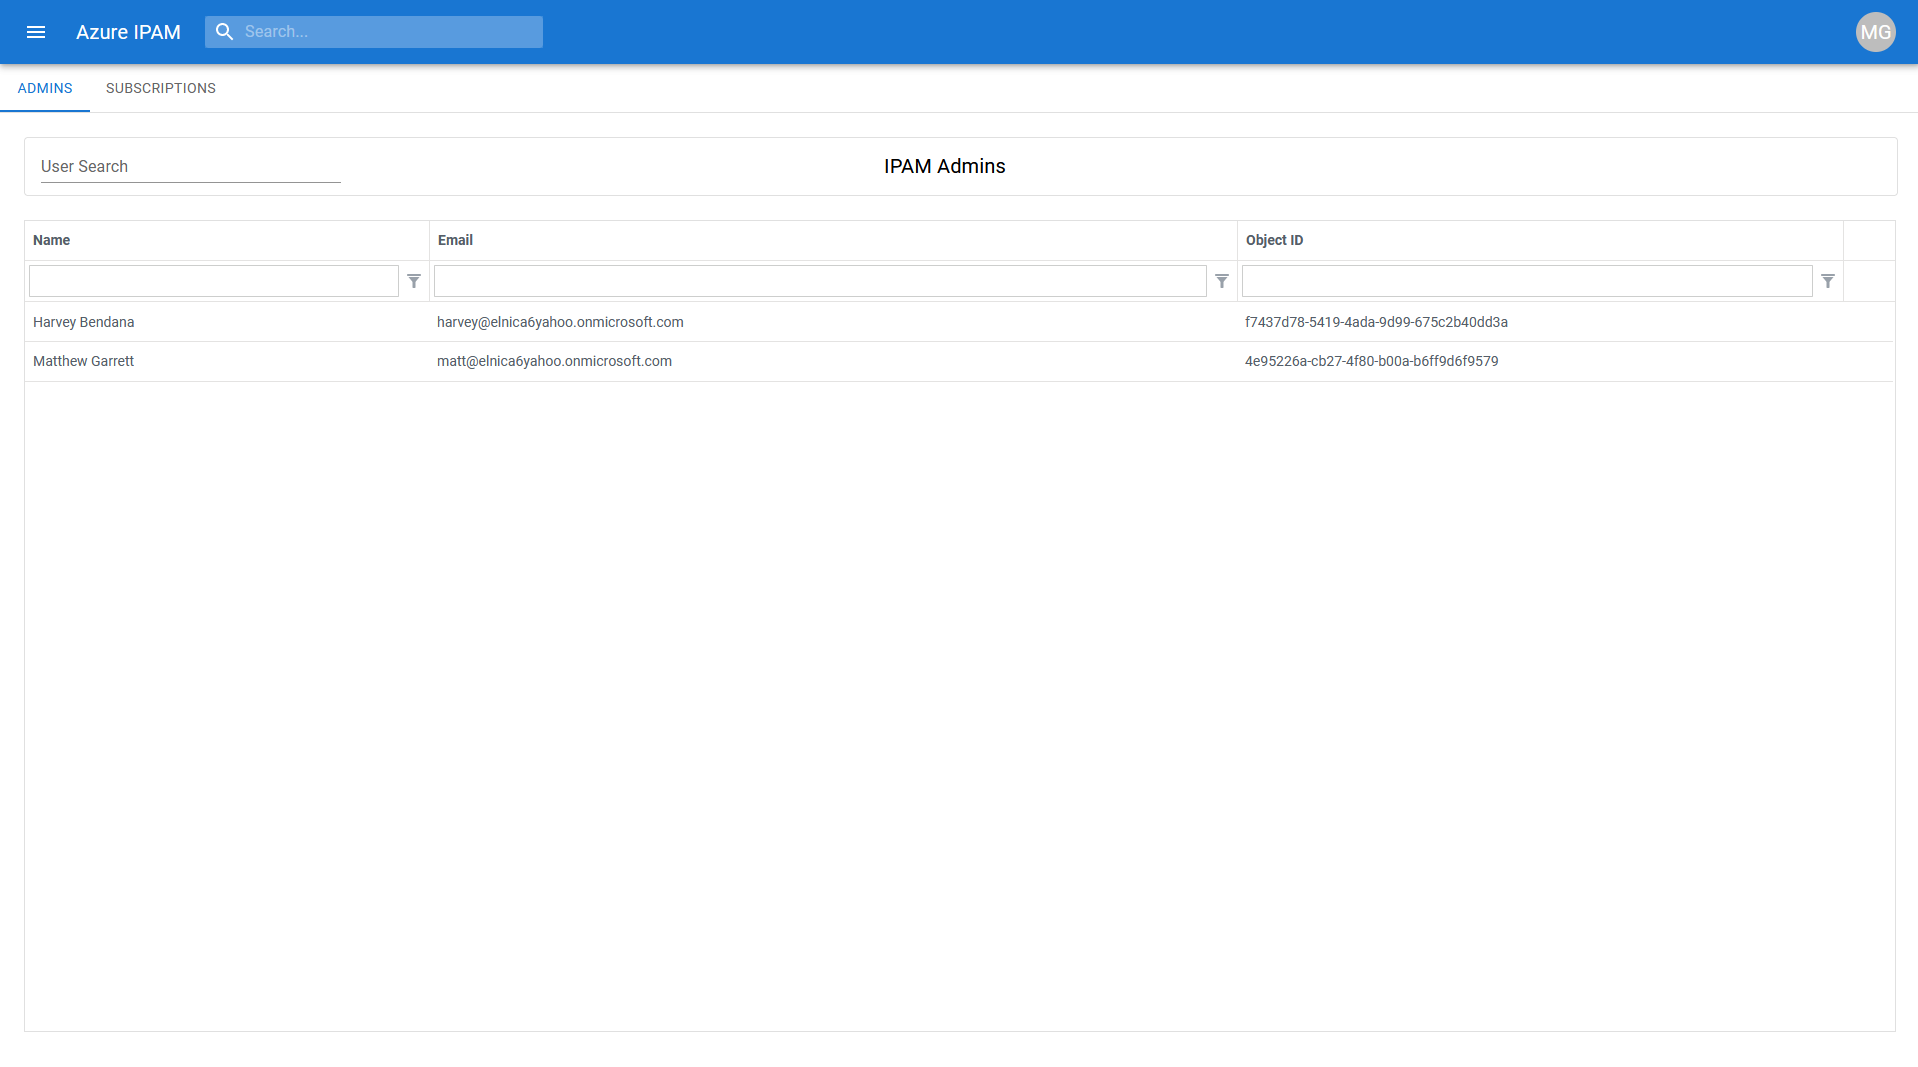 Azure IPAM
Search...
MG
ADMINS SUBSCRIPTIONS
User Search
IPAM Admins
Name Email Object ID
Harvey Bendana harvey@elnica6yahoo.onmicrosoft.com f7437d78-5419-4ada-9d99-675c2b40dd3a
Matthew Garrett matt@elnica6yahoo.onmicrosoft.com 4e95226a-cb27-4f80-b00a-b6ff9d6f9579